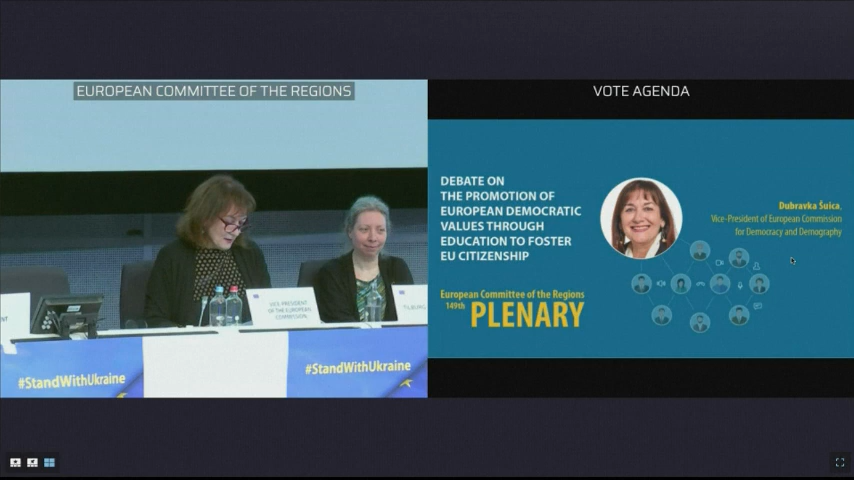 EUROPEAN COMMITTEE OF THE REGIONS
VOTE AGENDA
DEBATE ON
THE PROMOTION OF
EUROPEAN DEMOCRATIC
VALUES THROUGH
EDUCATION TO FOSTER
EU CITIZENSHIP
Dubravka Šuica,
Vice-President of European Commission
for Democracy and Demography
European Committee of the Regions
149th PLENARY
VICE-PRESIDENT
OF THE EUROPEAN
COMMISSION
#StandWithUkraine
#StandWithUkraine